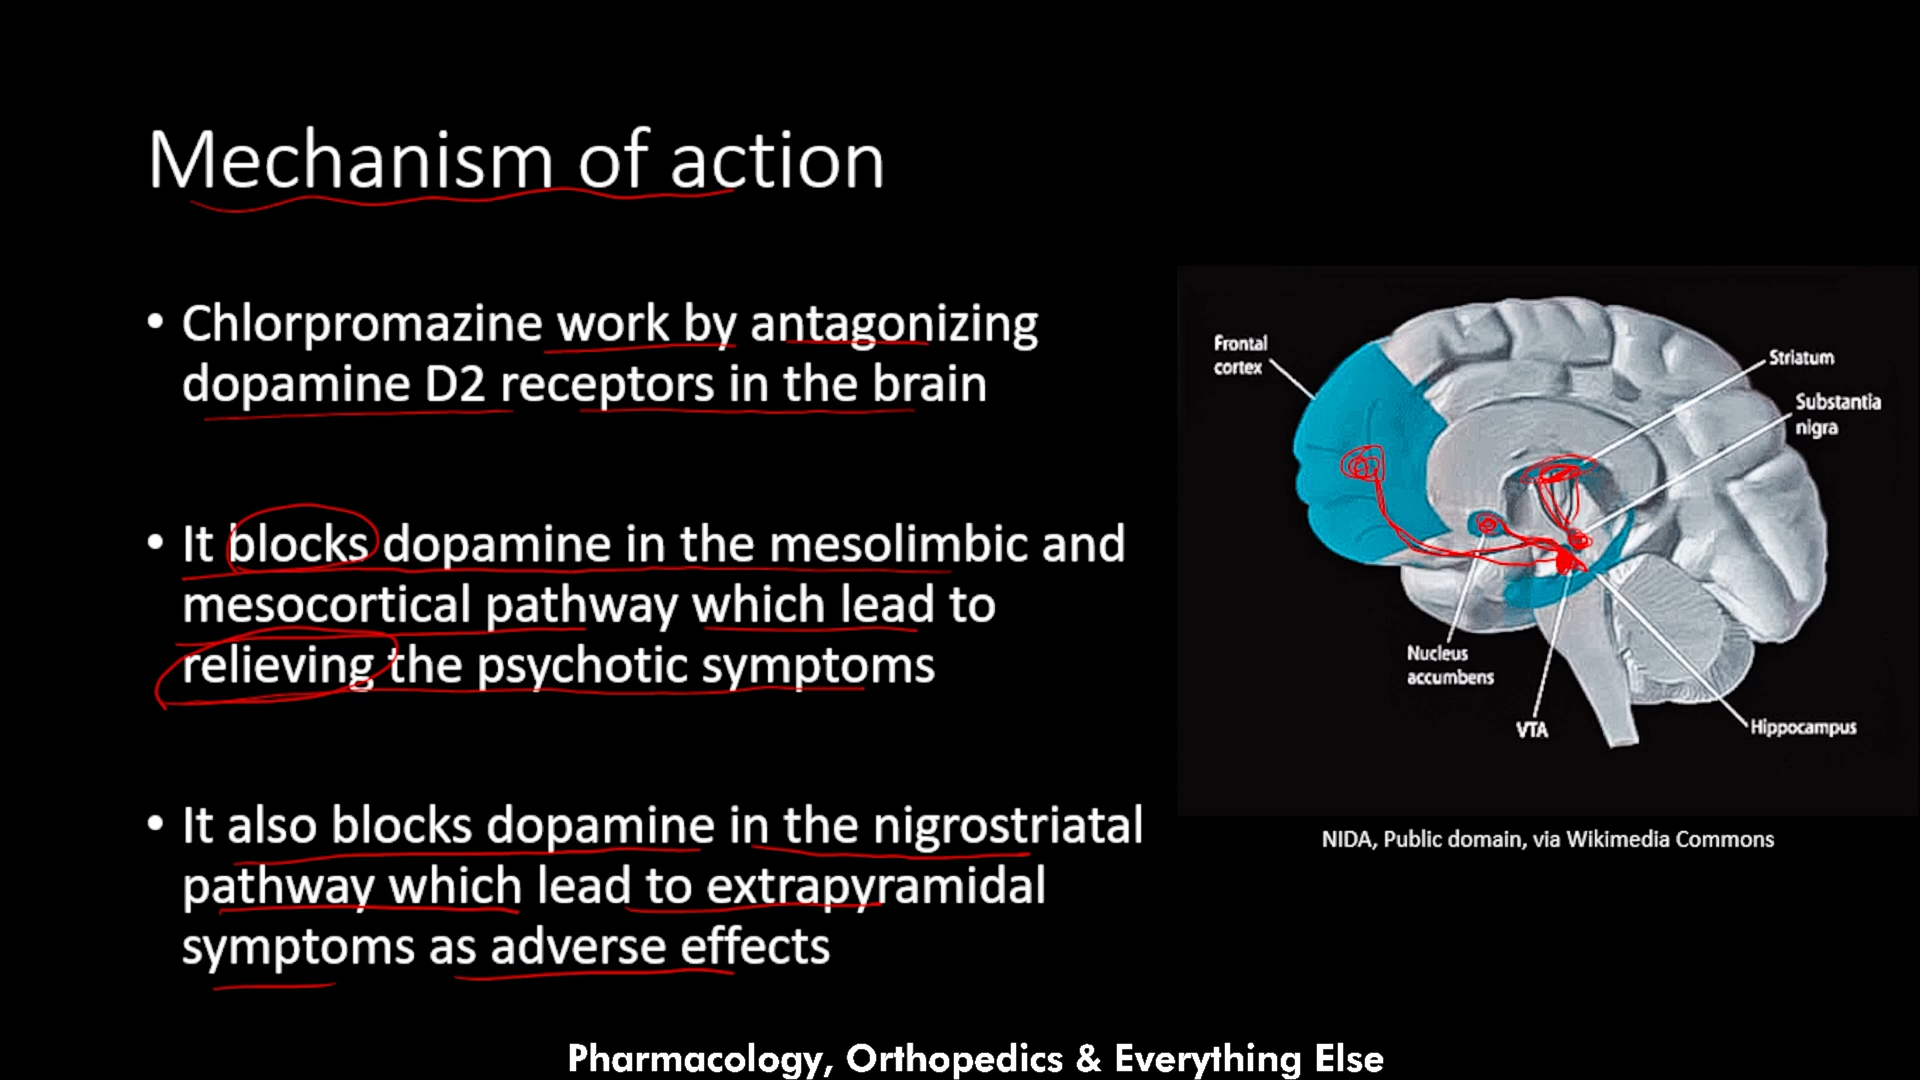 Mechanism of action
• Chlorpromazine work by antagonizing
dopamine D2 receptors in the brain
• It blocks dopamine in the mesolimbic and
mesocortical pathway which lead to
relieving the psychotic symptoms
• It also blocks dopamine in the nigrostriatal
pathway which lead to extrapyramidal
symptoms as adverse effects
Frontal
cortex
Striatum
Substantia
nigra
Nucleus
accumbens
VTA
Hippocampus
NIDA, Public domain, via Wikimedia Commons
Pharmacology, Orthopedics & Everything Else